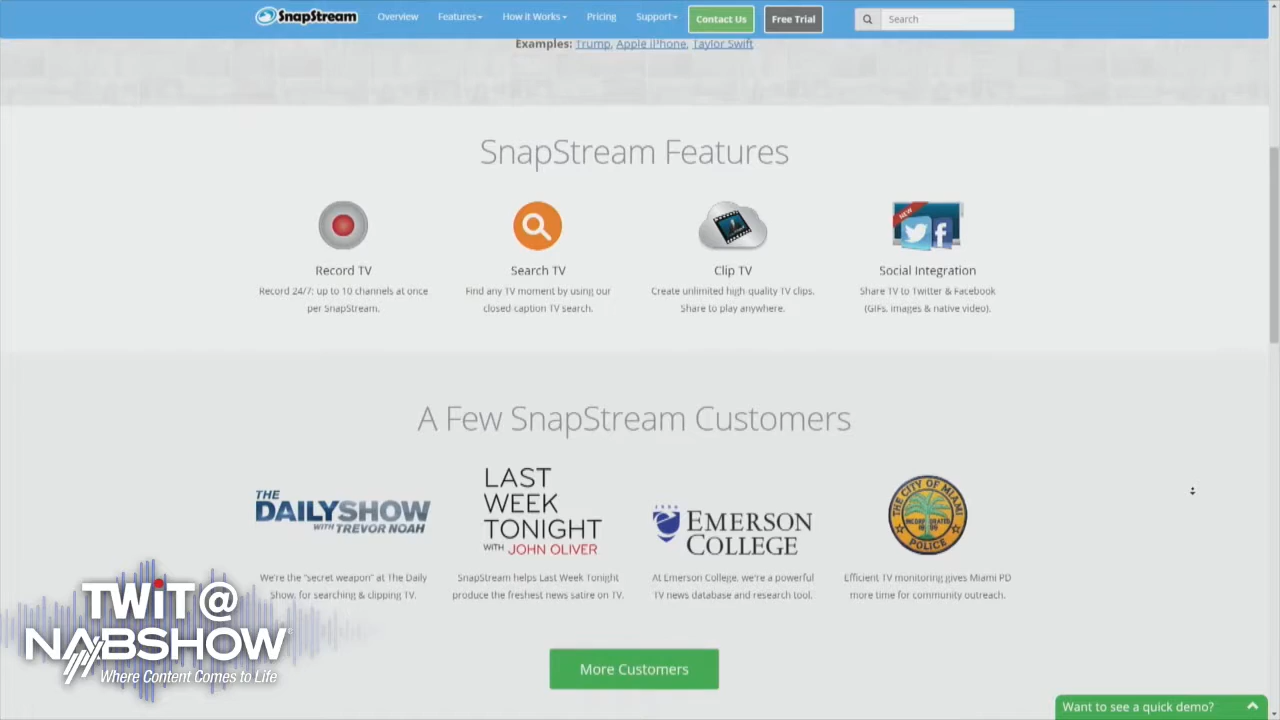 SnapStream
Overview
Features
How it Works
Pricing
Support
Contact Us
Free Trial
Search
Examples: Trump, Apple iPhone, Taylor Swift
SnapStream Features
NEW
Record TV
Search TV
Clip TV
Social Integration
Record 24/7: up to 10 channels at once
per SnapStream.
Find any TV moment by using our
closed caption TV search.
Create unlimited high quality TV clips.
Share to play anywhere.
Share TV to Twitter & Facebook
(GIFs, images & native video).
A Few SnapStream Customers
THE
DAILYSHOW
WITH TREVOR NOAH
LAST
WEEK
TONIGHT
WITH JOHN OLIVER
EMERSON
COLLEGE
THE CITY OF MIAMI
POLICE
We're the "secret weapon" at The Daily
Show, for searching & clipping TV.
SnapStream helps Last Week Tonight
produce the freshest news satire on TV.
At Emerson College, we're a powerful
TV news database and research tool.
Efficient TV monitoring gives Miami PD
more time for community outreach.
More Customers
TWiT@
NABSHOW
Where Content Comes to Life
Want to see a quick demo?